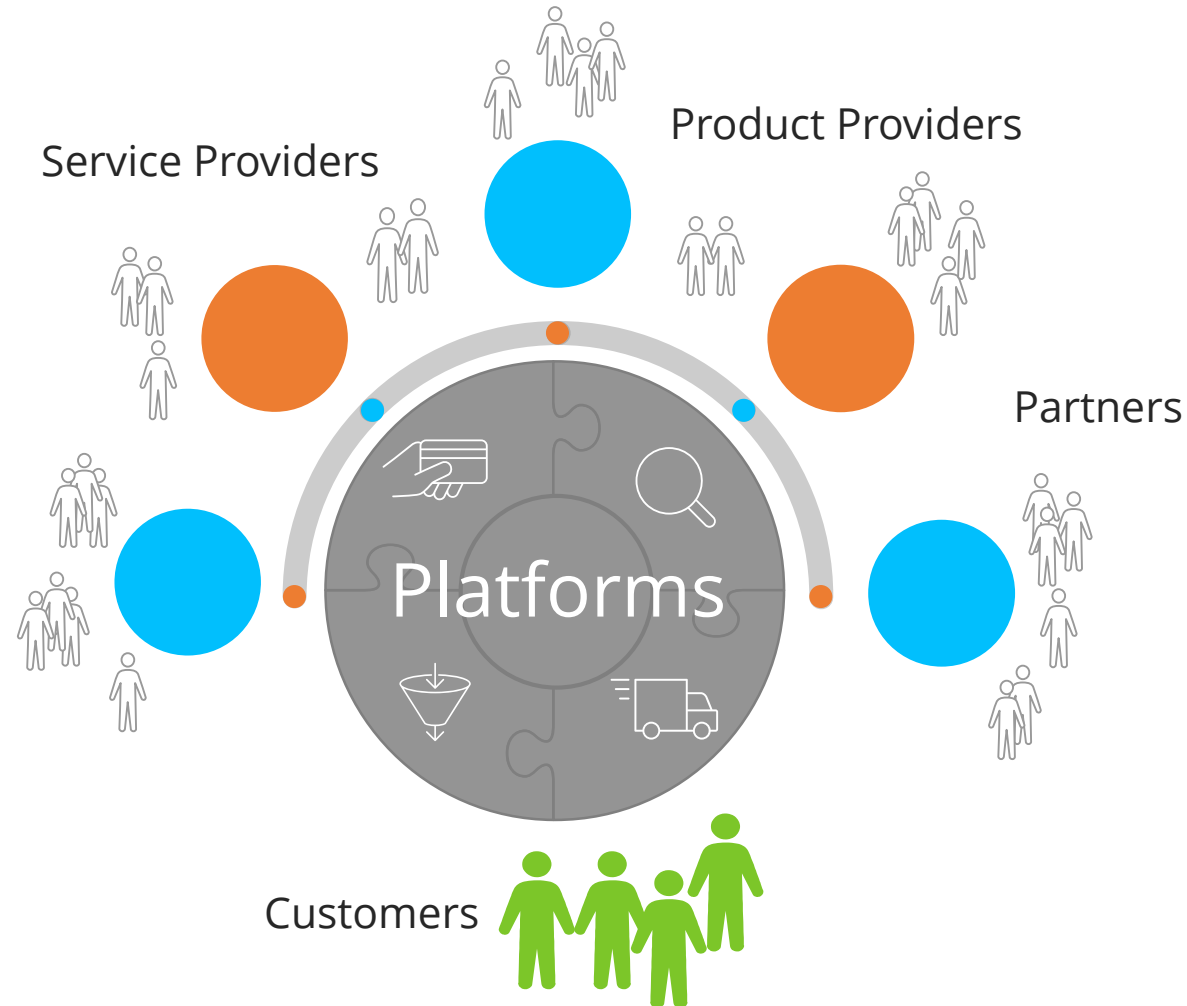 Product Providers
Service Providers
Partners
Platforms
Customers